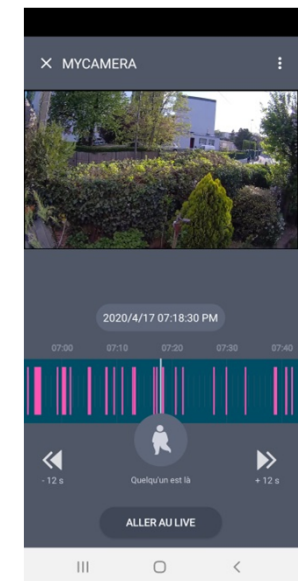 MYCAMERA
2020/4/17 07:18:30 PM
07:00 07:10 07:20 07:30 07:40
- 12 s Quelqu'un est là + 12 s
ALLER AU LIVE